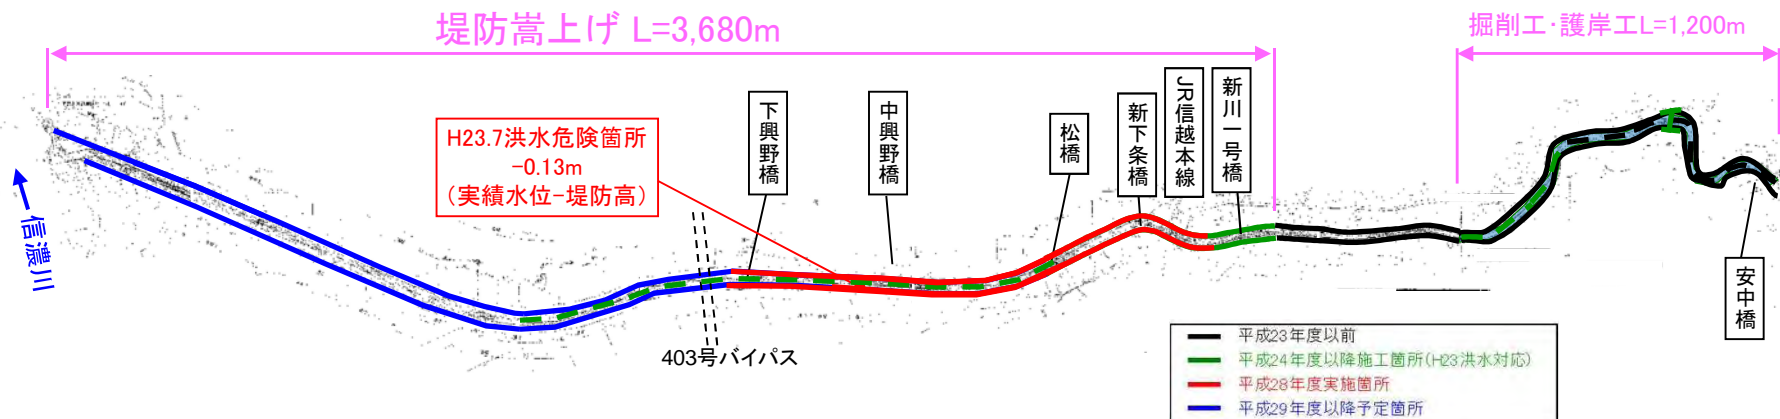 堤防嵩上げ L=3,680m
掘削工・護岸工L=1,200m
H23.7洪水危険箇所
-0.13m
（実績水位-堤防高）
下興野橋
中興野橋
松橋
新下条橋
JR信越本線
新川一号橋
信濃川
403号バイパス
安中橋
平成23年度以前
平成24年度以降施工箇所(H23洪水対応)
平成28年度実施箇所
平成29年度以降予定箇所